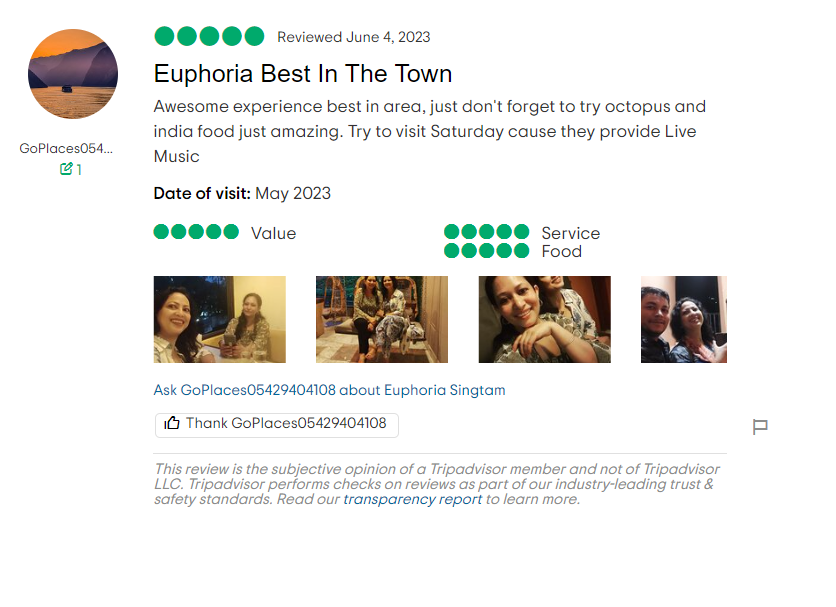 Reviewed June 4, 2023
Euphoria Best In The Town
Awesome experience best in area, just don't forget to try octopus and
india food just amazing. Try to visit Saturday cause they provide Live
Music
GoPlaces054...
1
Date of visit: May 2023
Value
Service
Food
Ask GoPlaces05429404108 about Euphoria Singtam
Thank GoPlaces05429404108
This review is the subjective opinion of a Tripadvisor member and not of Tripadvisor
LLC. Tripadvisor performs checks on reviews as part of our industry-leading trust &
safety standards. Read our transparency report to learn more.